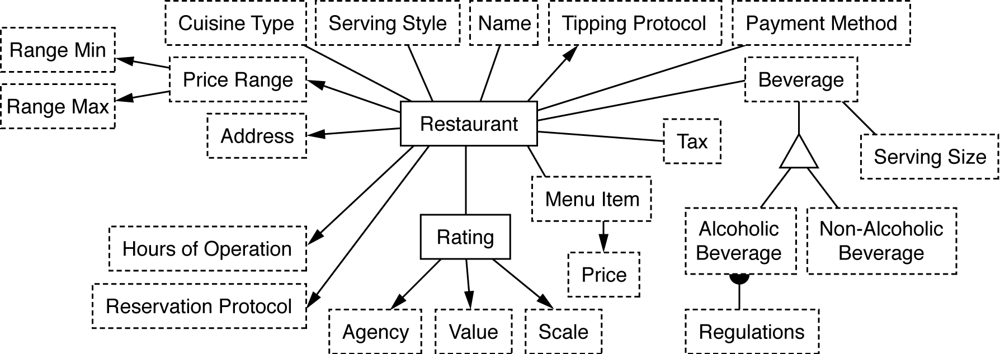 Cuisine Type
Serving Style
Name
Tipping Protocol
Payment Method
Range Min
Price Range
Beverage
Range Max
Restaurant
Address
Tax
Serving Size
Menu Item
Hours of Operation
Rating
Alcoholic
Beverage
Non-Alcoholic
Beverage
Price
Reservation Protocol
Agency
Value
Scale
Regulations